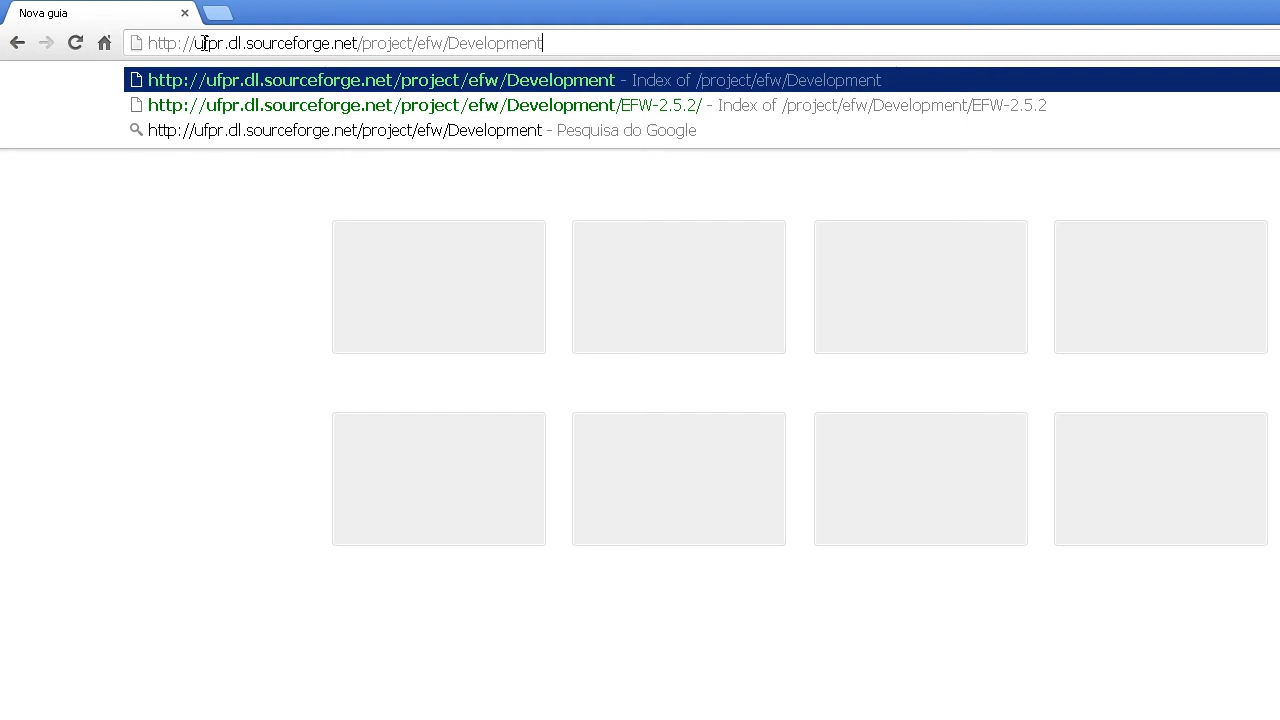 Nova guia
http://ufpr.dl.sourceforge.net/project/efw/Development
http://ufpr.dl.sourceforge.net/project/efw/Development - Index of /project/efw/Development
http://ufpr.dl.sourceforge.net/project/efw/Development/EFW-2.5.2/ - Index of /project/efw/Development/EFW-2.5.2
http://ufpr.dl.sourceforge.net/project/efw/Development - Pesquisa do Google